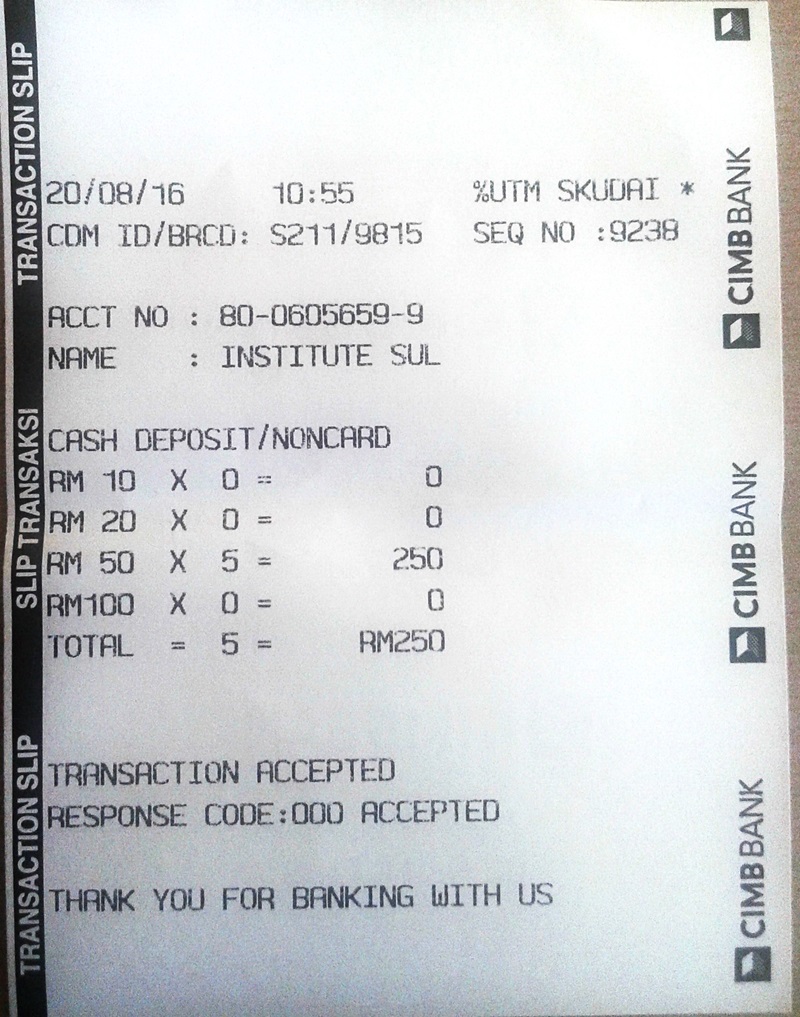 20/08/16 10:55 %UTM SKUDAI *
CDM ID/BRCD: S211/9815 SEQ NO :9238
ACCT NO : 80-0605659-9
NAME : INSTITUTE SUL
CASH DEPOSIT/NONCARD
RM 10 X 0 = 0
RM 20 X 0 = 0
RM 50 X 5 = 250
RM100 X 0 = 0
TOTAL = 5 = RM250
TRANSACTION ACCEPTED
RESPONSE CODE:000 ACCEPTED
THANK YOU FOR BANKING WITH US
TRANSACTION SLIP
SLIP TRANSAKSI
TRANSACTION SLIP
CIMB BANK
CIMB BANK
CIMB BANK